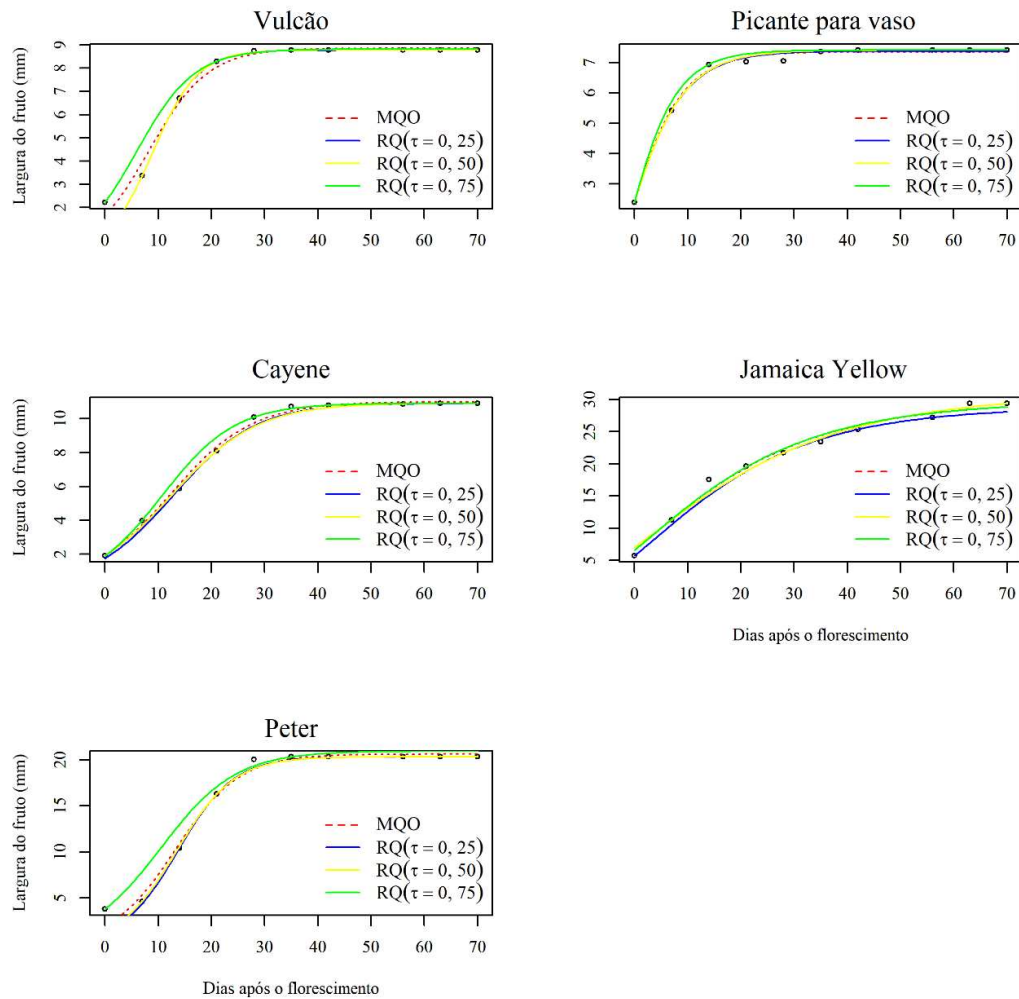 Vulcão
Largura do fruto (mm)
9
8
7
6
5
4
3
2
MQO
RQ(τ = 0, 25)
RQ(τ = 0, 50)
RQ(τ = 0, 75)
0 10 20 30 40 50 60 70
Picante para vaso
7
6
5
4
3
MQO
RQ(τ = 0, 25)
RQ(τ = 0, 50)
RQ(τ = 0, 75)
0 10 20 30 40 50 60 70
Cayene
Largura do fruto (mm)
10
8
6
4
2
MQO
RQ(τ = 0, 25)
RQ(τ = 0, 50)
RQ(τ = 0, 75)
0 10 20 30 40 50 60 70
Jamaica Yellow
30
25
20
15
10
5
MQO
RQ(τ = 0, 25)
RQ(τ = 0, 50)
RQ(τ = 0, 75)
0 10 20 30 40 50 60 70
Dias após o florescimento
Peter
Largura do fruto (mm)
20
15
10
5
MQO
RQ(τ = 0, 25)
RQ(τ = 0, 50)
RQ(τ = 0, 75)
0 10 20 30 40 50 60 70
Dias após o florescimento